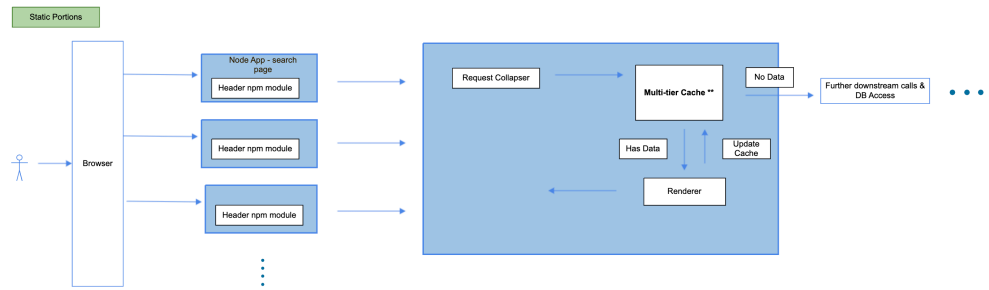 Static Portions
Node App - search
page
Header npm module
Header npm module
Header npm module
Browser
Request Collapser
Multi-tier Cache **
No Data
Further downstream calls &
DB Access
Has Data
Update
Cache
Renderer